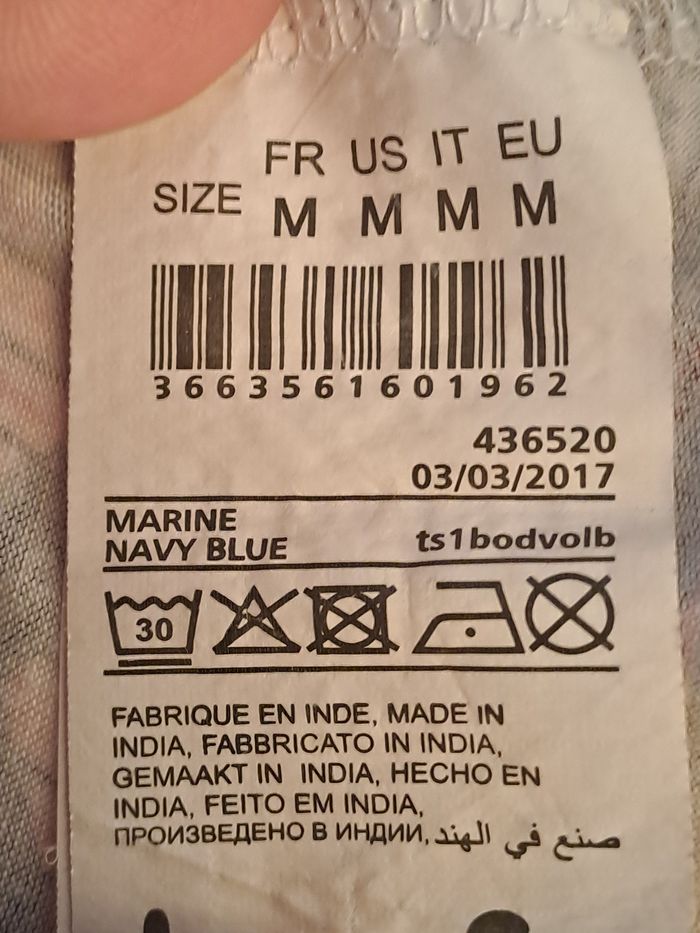 FR US IT EU
SIZE M M M M
3663561601962
436520
03/03/2017
MARINE
NAVY BLUE ts1bodvolb
30
FABRIQUE EN INDE, MADE IN
INDIA, FABBRICATO IN INDIA,
GEMAAKT IN INDIA, HECHO EN
INDIA, FEITO EM INDIA,
ПРОИЗВЕДЕНО В ИНДИИ, صنع في الهند